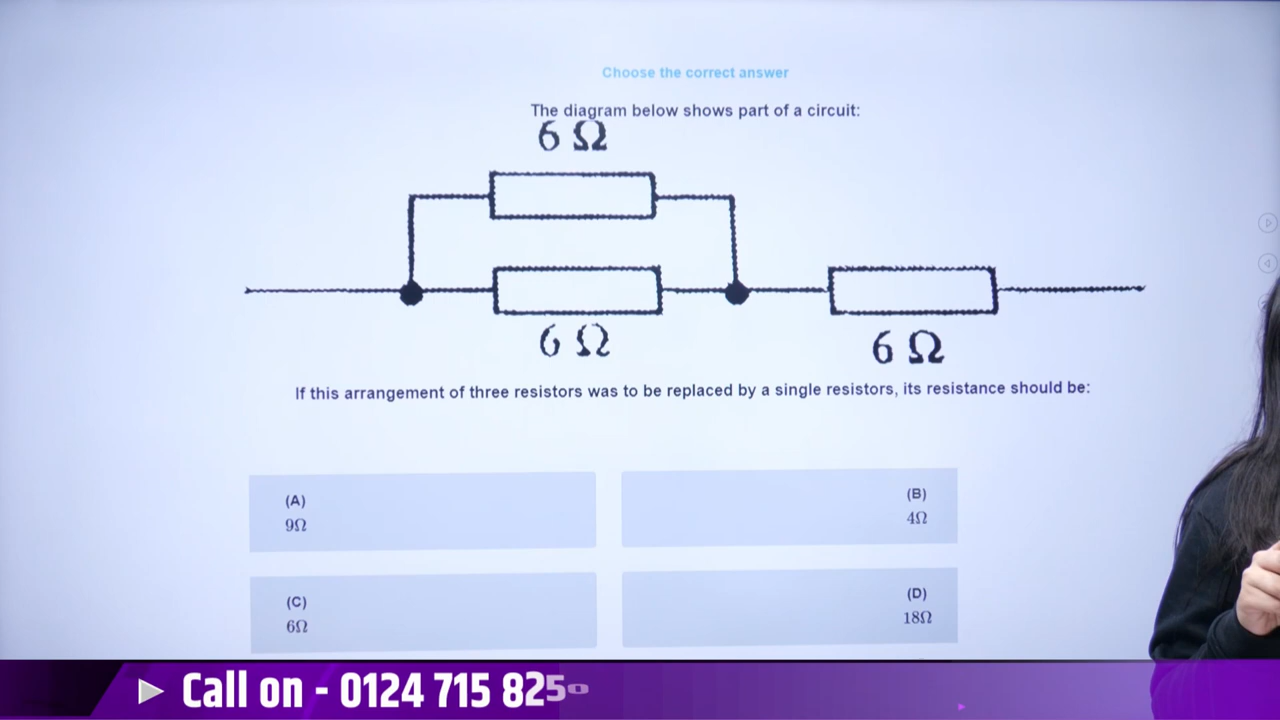 Choose the correct answer
The diagram below shows part of a circuit:
6 Ω
6 Ω
6 Ω
If this arrangement of three resistors was to be replaced by a single resistors, its resistance should be:
(A)
9Ω
(B)
4Ω
(C)
6Ω
(D)
18Ω
Call on - 0124 715 825